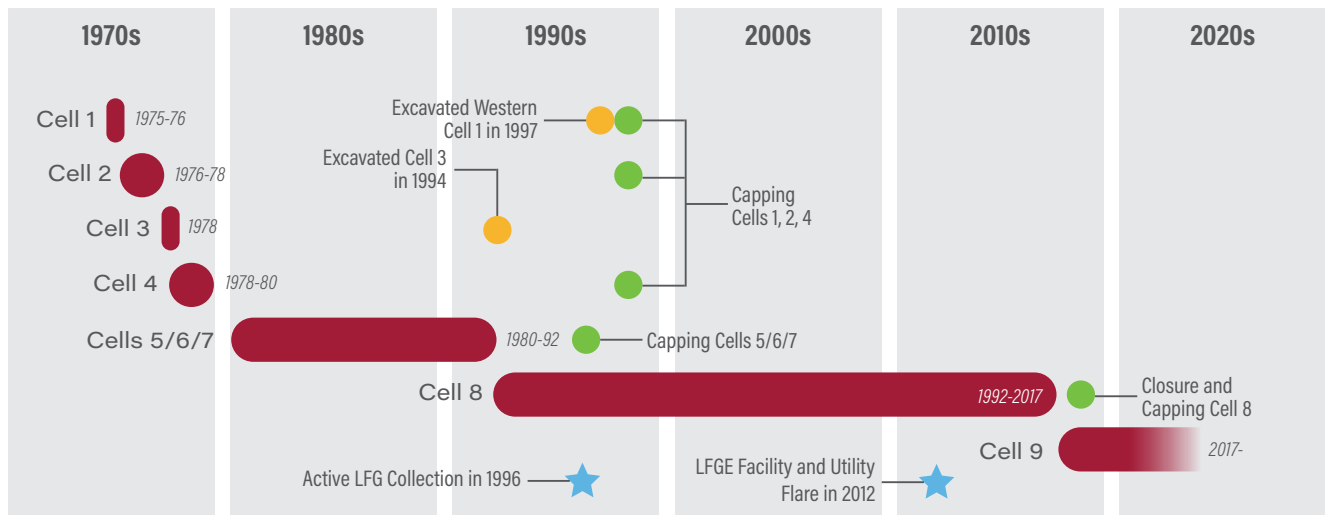 1970s
1980s
1990s
2000s
2010s
2020s
Cell 1
1975-76
Excavated Western
Cell 1 in 1997
Cell 2
1976-78
Excavated Cell 3
in 1994
Capping
Cells 1, 2, 4
Cell 3
1978
Cell 4
1978-80
Cells 5/6/7
1980-92
Capping Cells 5/6/7
Cell 8
1992-2017
Closure and
Capping Cell 8
Cell 9
2017-
Active LFG Collection in 1996
LFGE Facility and Utility
Flare in 2012